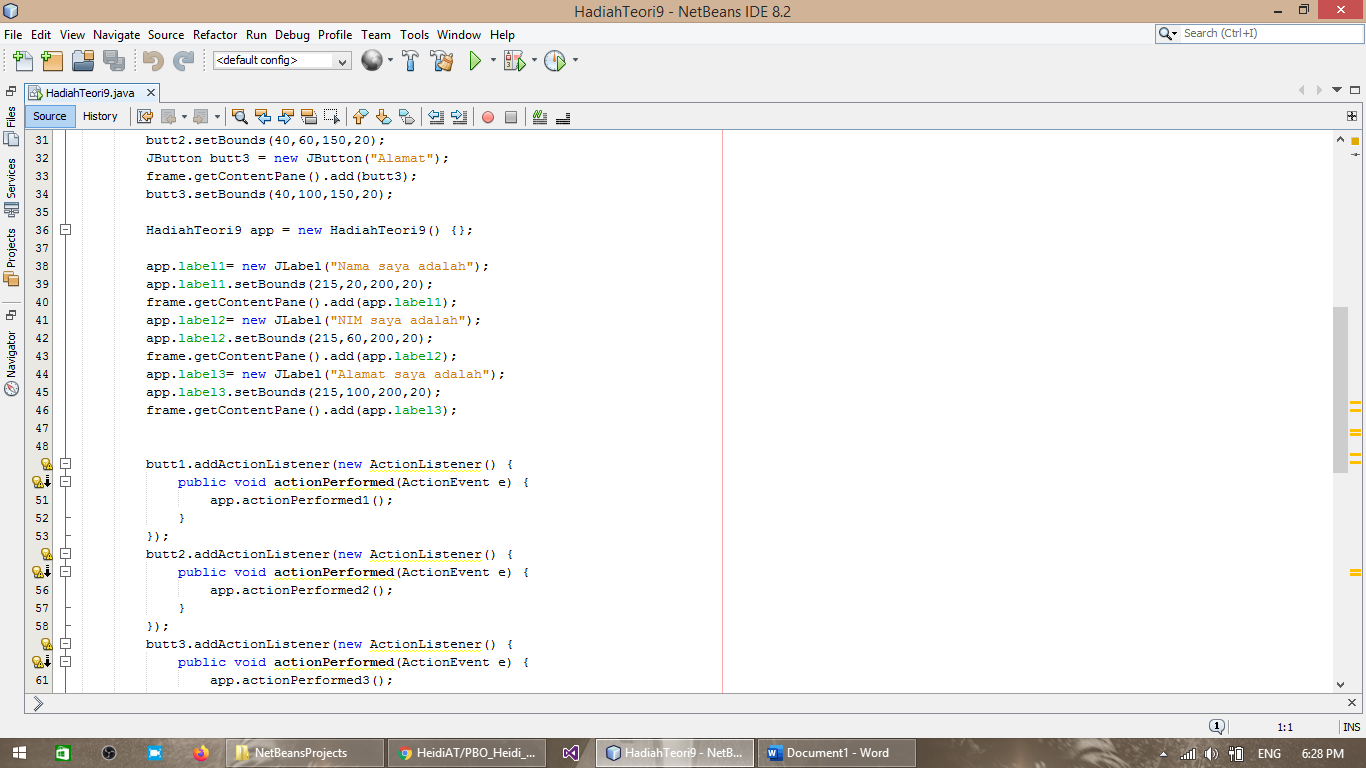 HadiahTeori9 - NetBeans IDE 8.2
File Edit View Navigate Source Refactor Run Debug Profile Team Tools Window Help
Search (Ctrl+I)
<default config>
HadiahTeori9.java
Source History
Files
Services
Projects
Navigator
31 butt2.setBounds(40,60,150,20);
32 JButton butt3 = new JButton("Alamat");
33 frame.getContentPane().add(butt3);
34 butt3.setBounds(40,100,150,20);
35
36 HadiahTeori9 app = new HadiahTeori9() {};
37
38 app.label1= new JLabel("Nama saya adalah");
39 app.label1.setBounds(215,20,200,20);
40 frame.getContentPane().add(app.label1);
41 app.label2= new JLabel("NIM saya adalah");
42 app.label2.setBounds(215,60,200,20);
43 frame.getContentPane().add(app.label2);
44 app.label3= new JLabel("Alamat saya adalah");
45 app.label3.setBounds(215,100,200,20);
46 frame.getContentPane().add(app.label3);
47
48
butt1.addActionListener(new ActionListener() {
public void actionPerformed(ActionEvent e) {
51 app.actionPerformed1();
52 }
53 });
butt2.addActionListener(new ActionListener() {
public void actionPerformed(ActionEvent e) {
56 app.actionPerformed2();
57 }
58 });
butt3.addActionListener(new ActionListener() {
public void actionPerformed(ActionEvent e) {
61 app.actionPerformed3();
1 1:1 INS
NetBeansProjects
HeidiAT/PBO_Heidi_...
HadiahTeori9 - NetB...
Document1 - Word
ENG 6:28 PM